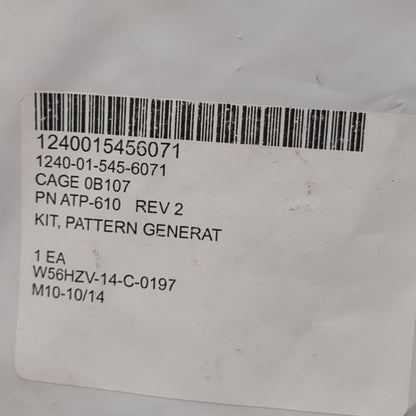 1240015456071
1240-01-545-6071
CAGE 0B107
PN ATP-610 REV 2
KIT, PATTERN GENERAT
1 EA
W56HZV-14-C-0197
M10-10/14